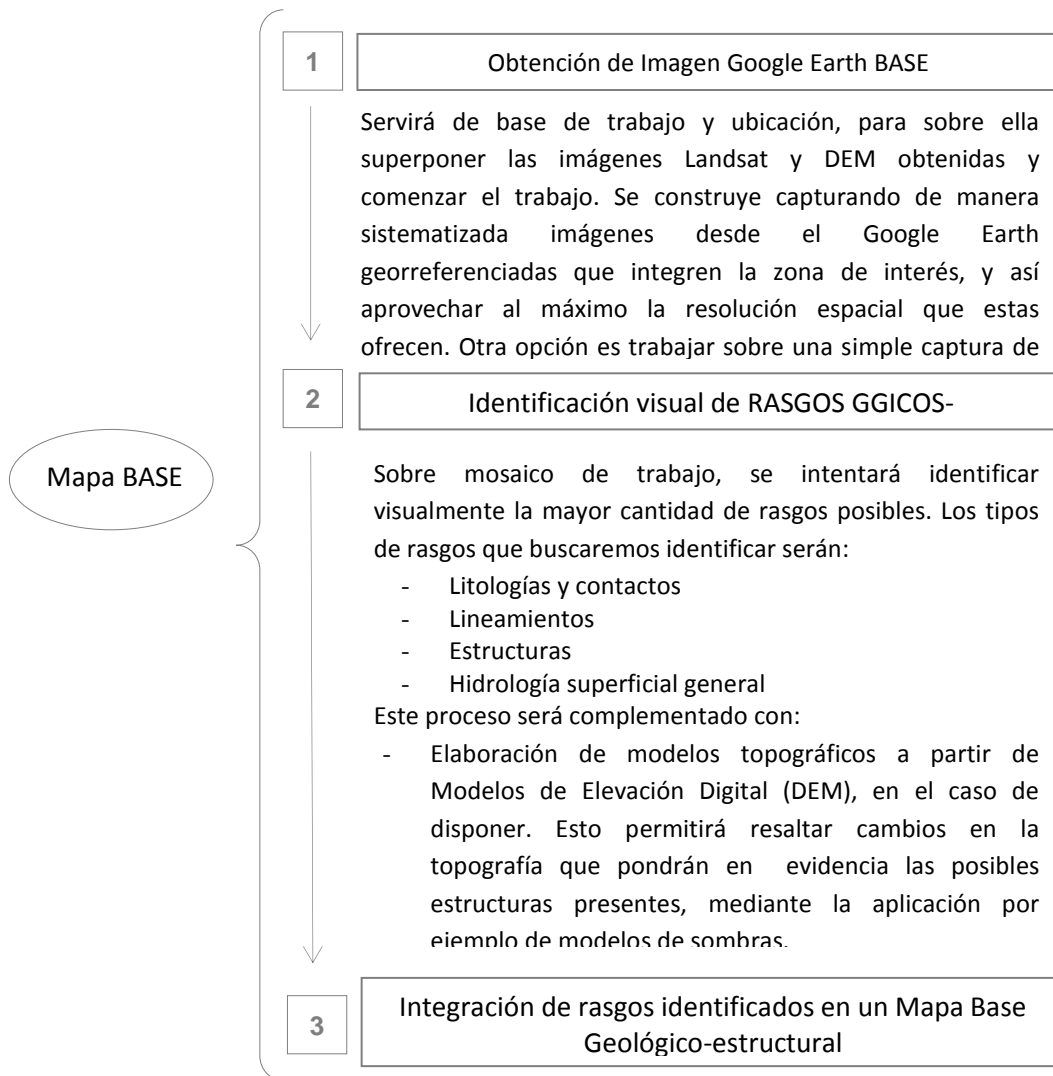 1
Obtención de Imagen Google Earth BASE
Servirá de base de trabajo y ubicación, para sobre ella
superponer las imágenes Landsat y DEM obtenidas y
comenzar el trabajo. Se construye capturando de manera
sistematizada imágenes desde el Google Earth
georreferenciadas que integren la zona de interés, y así
aprovechar al máximo la resolución espacial que estas
ofrecen. Otra opción es trabajar sobre una simple captura de
2
Identificación visual de RASGOS GGICOS-
Mapa BASE
Sobre mosaico de trabajo, se intentará identificar
visualmente la mayor cantidad de rasgos posibles. Los tipos
de rasgos que buscaremos identificar serán:
- Litologías y contactos
- Lineamientos
- Estructuras
- Hidrología superficial general
Este proceso será complementado con:
- Elaboración de modelos topográficos a partir de
Modelos de Elevación Digital (DEM), en el caso de
disponer. Esto permitirá resaltar cambios en la
topografía que pondrán en evidencia las posibles
estructuras presentes, mediante la aplicación por
ejemplo de modelos de sombras.
3
Integración de rasgos identificados en un Mapa Base
Geológico-estructural